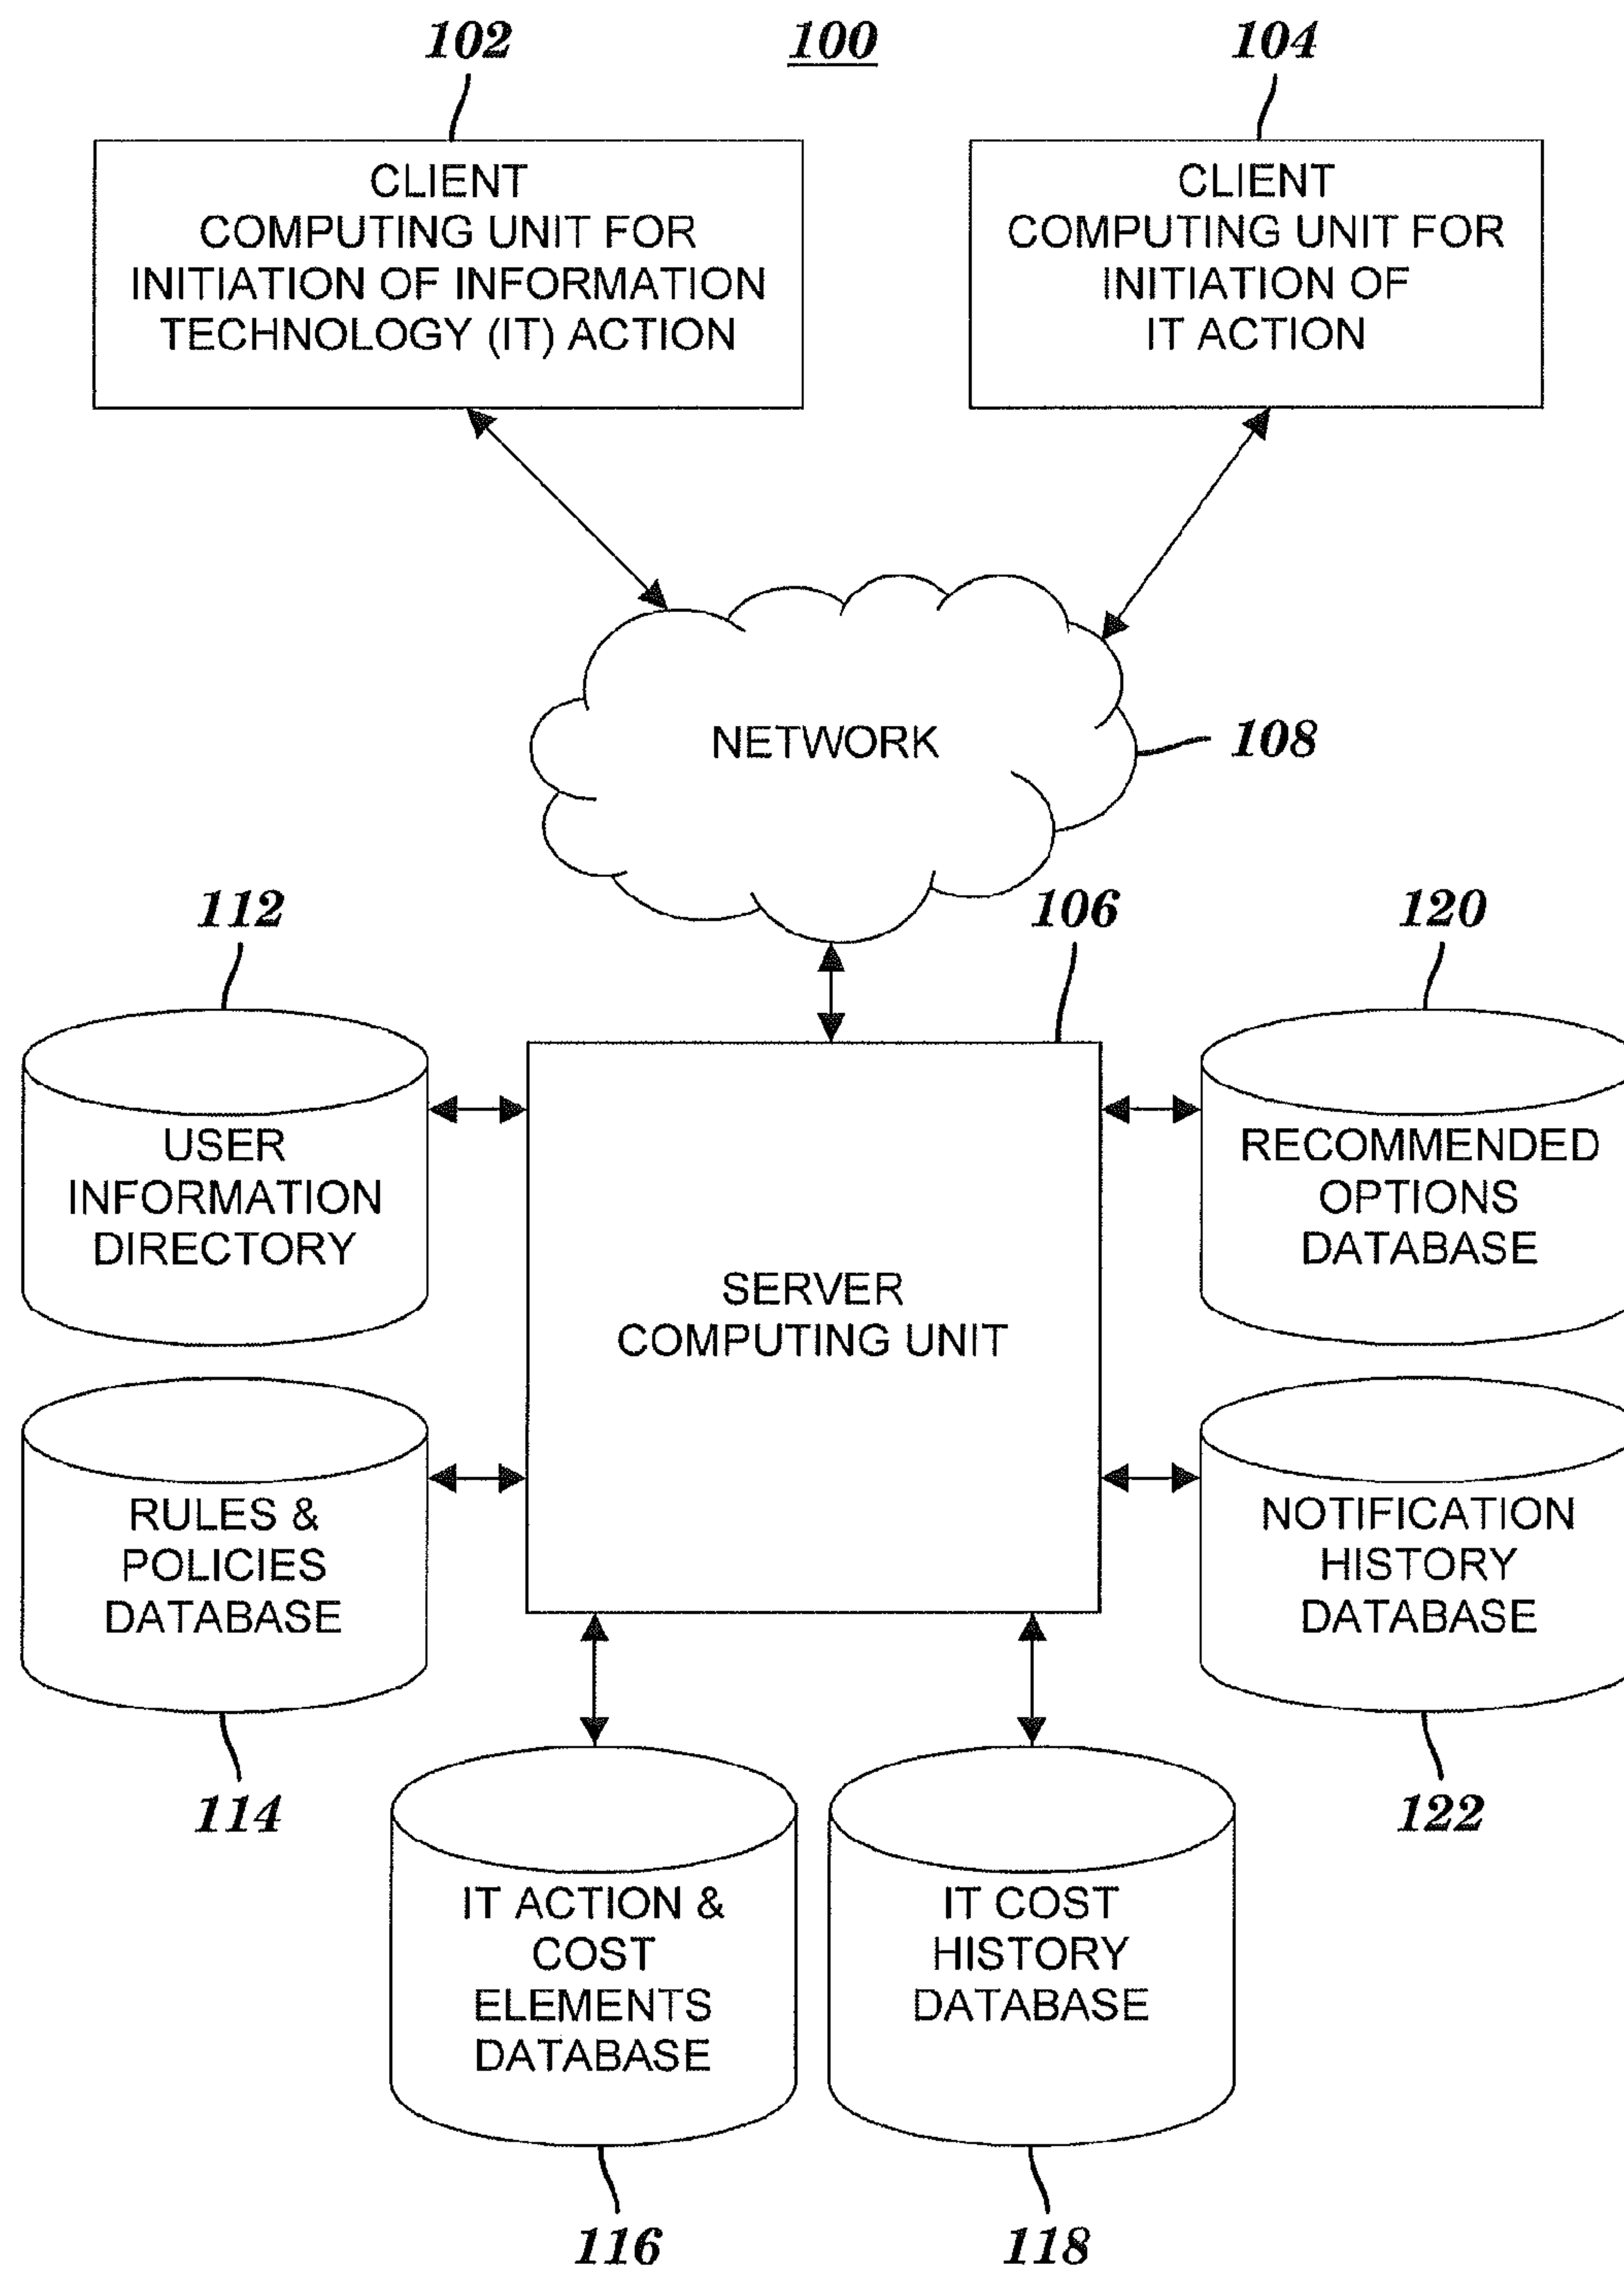 102
100
104
CLIENT
COMPUTING UNIT FOR
INITIATION OF INFORMATION
TECHNOLOGY (IT) ACTION
CLIENT
COMPUTING UNIT FOR
INITIATION OF
IT ACTION
NETWORK
108
112
106
120
USER
INFORMATION
DIRECTORY
SERVER
COMPUTING UNIT
RECOMMENDED
OPTIONS
DATABASE
RULES &
POLICIES
DATABASE
NOTIFICATION
HISTORY
DATABASE
114
122
IT ACTION &
COST
ELEMENTS
DATABASE
IT COST
HISTORY
DATABASE
116
118